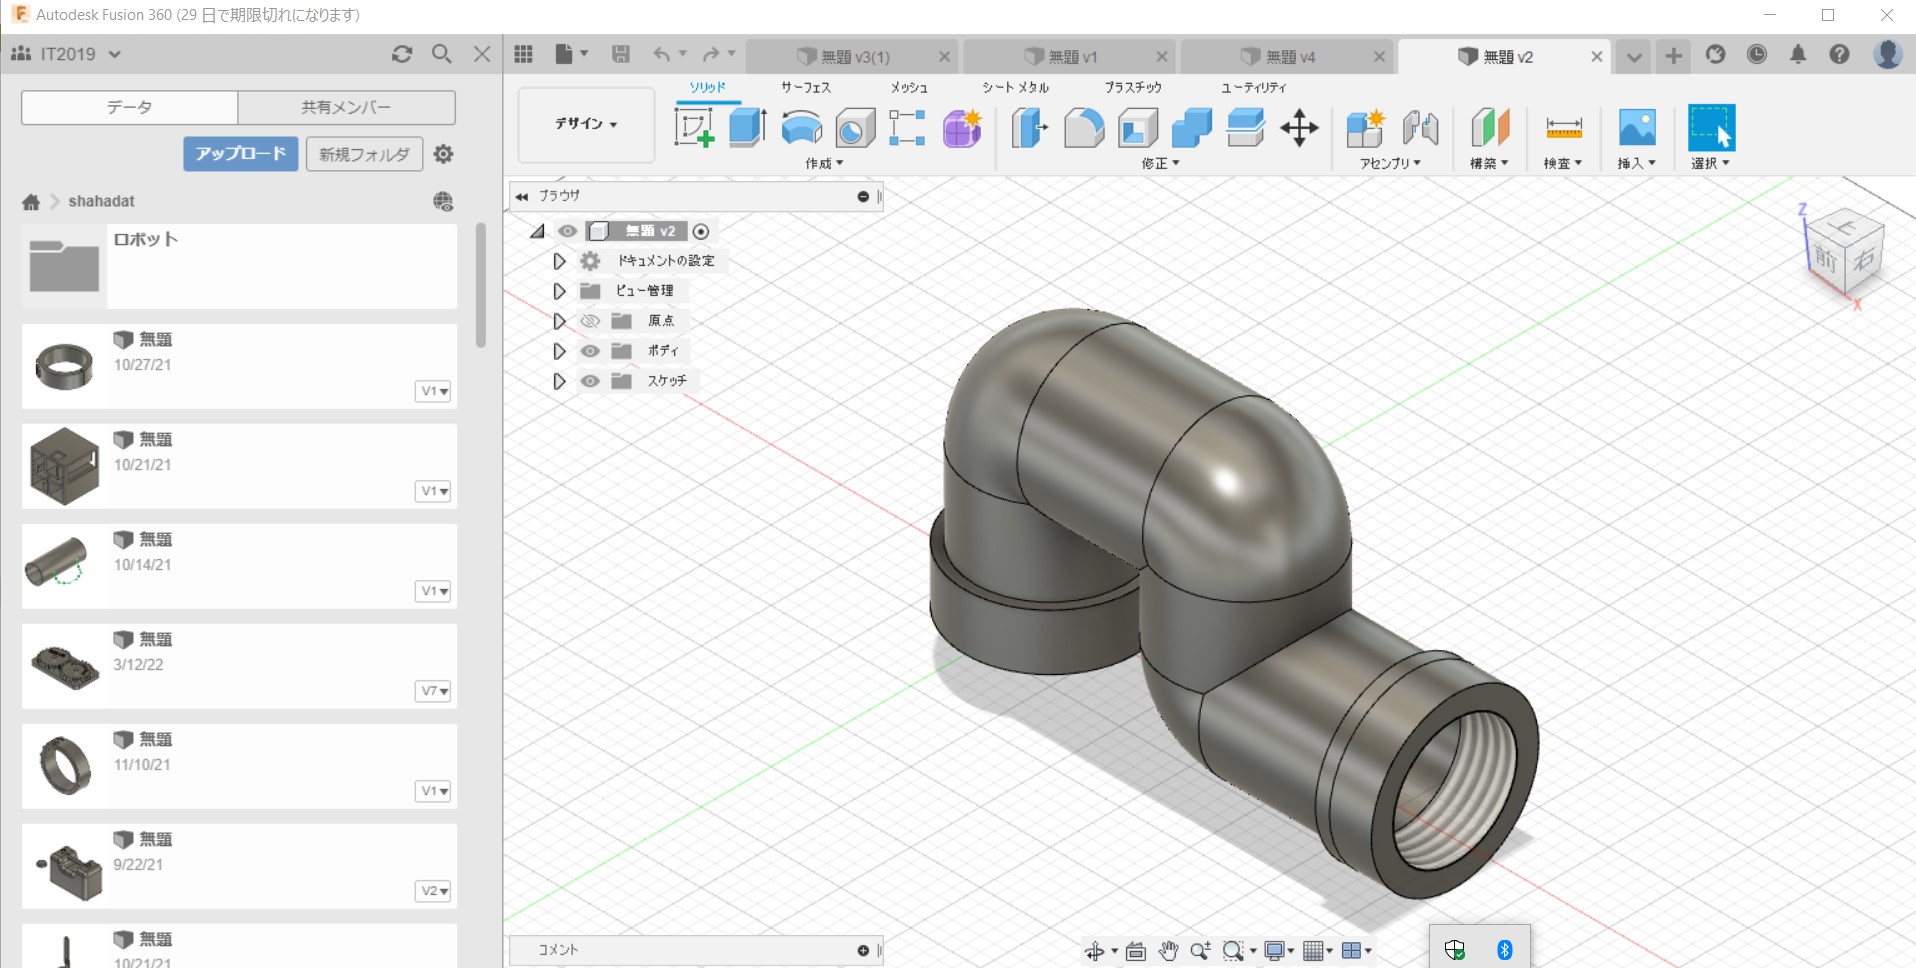 Autodesk Fusion 360 (29 日で期限切れになります)
IT2019
無題 v3(1)
無題 v1
無題 v4
無題 v2
データ
共有メンバー
アップロード
新規フォルダ
shahadat
ロボット
無題
10/27/21
V1
無題
10/21/21
V1
無題
10/14/21
V1
無題
3/12/22
V7
無題
11/10/21
V1
無題
9/22/21
V2
無題
10/21/21
デザイン
ソリッド
サーフェス
メッシュ
シート メタル
プラスチック
ユーティリティ
作成
修正
アセンブリ
構築
検査
挿入
選択
ブラウザ
無題 v2
ドキュメントの設定
ビュー管理
原点
ボディ
スケッチ
Z
上
前
右
X
コメント